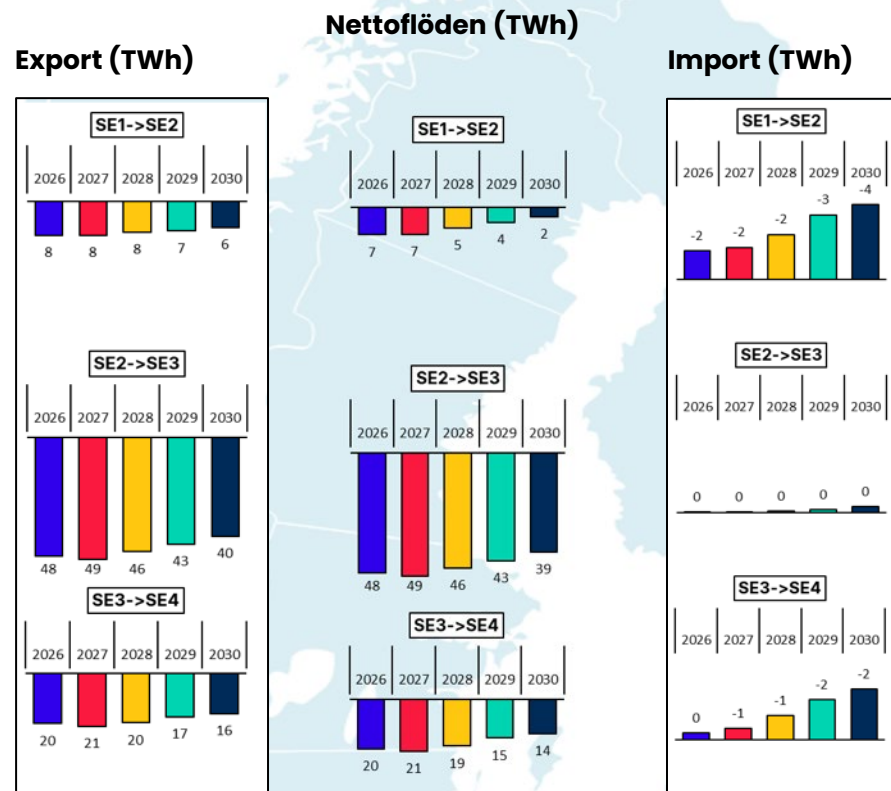 Nettoflöden (TWh)
Export (TWh)
Import (TWh)
SE1->SE2
2026 2027 2028 2029 2030
8 8 8 7 6
SE2->SE3
2026 2027 2028 2029 2030
48 49 46 43 40
SE3->SE4
2026 2027 2028 2029 2030
20 21 20 17 16
SE1->SE2
2026 2027 2028 2029 2030
7 7 5 4 2
SE2->SE3
2026 2027 2028 2029 2030
48 49 46 43 39
SE3->SE4
2026 2027 2028 2029 2030
20 21 19 15 14
SE1->SE2
2026 2027 2028 2029 2030
-2 -2 -2 -3 -4
SE2->SE3
2026 2027 2028 2029 2030
0 0 0 0 0
SE3->SE4
2026 2027 2028 2029 2030
0 -1 -1 -2 -2